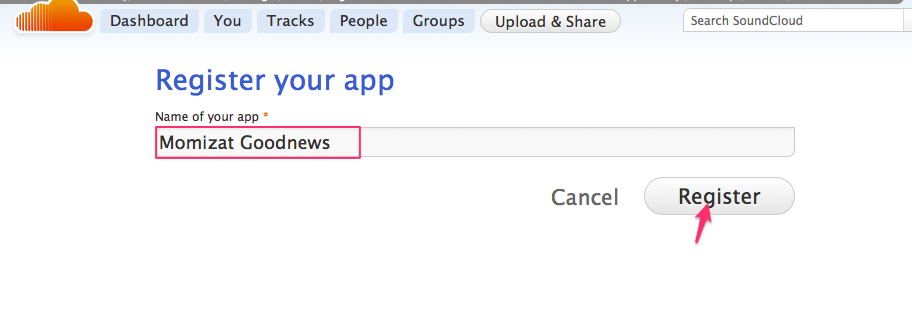 Dashboard You Tracks People Groups Upload & Share Search SoundCloud
Register your app
Name of your app *
Momizat Goodnews
Cancel Register